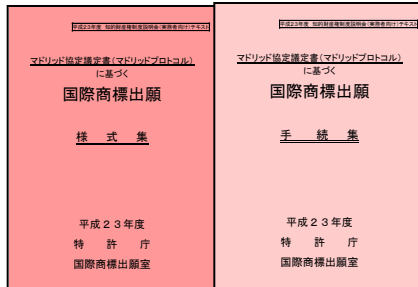 平成23年度 知的財産権制度説明会(実務者向け)テキスト
マドリッド協定議定書(マドリッドプロトコル)
に基づく
国際商標出願
様 式 集
平成23年度
特 許 庁
国際商標出願室
平成23年度 知的財産権制度説明会(実務者向け)テキスト
マドリッド協定議定書(マドリッドプロトコル)
に基づく
国際商標出願
手 続 集
平成23年度
特 許 庁
国際商標出願室